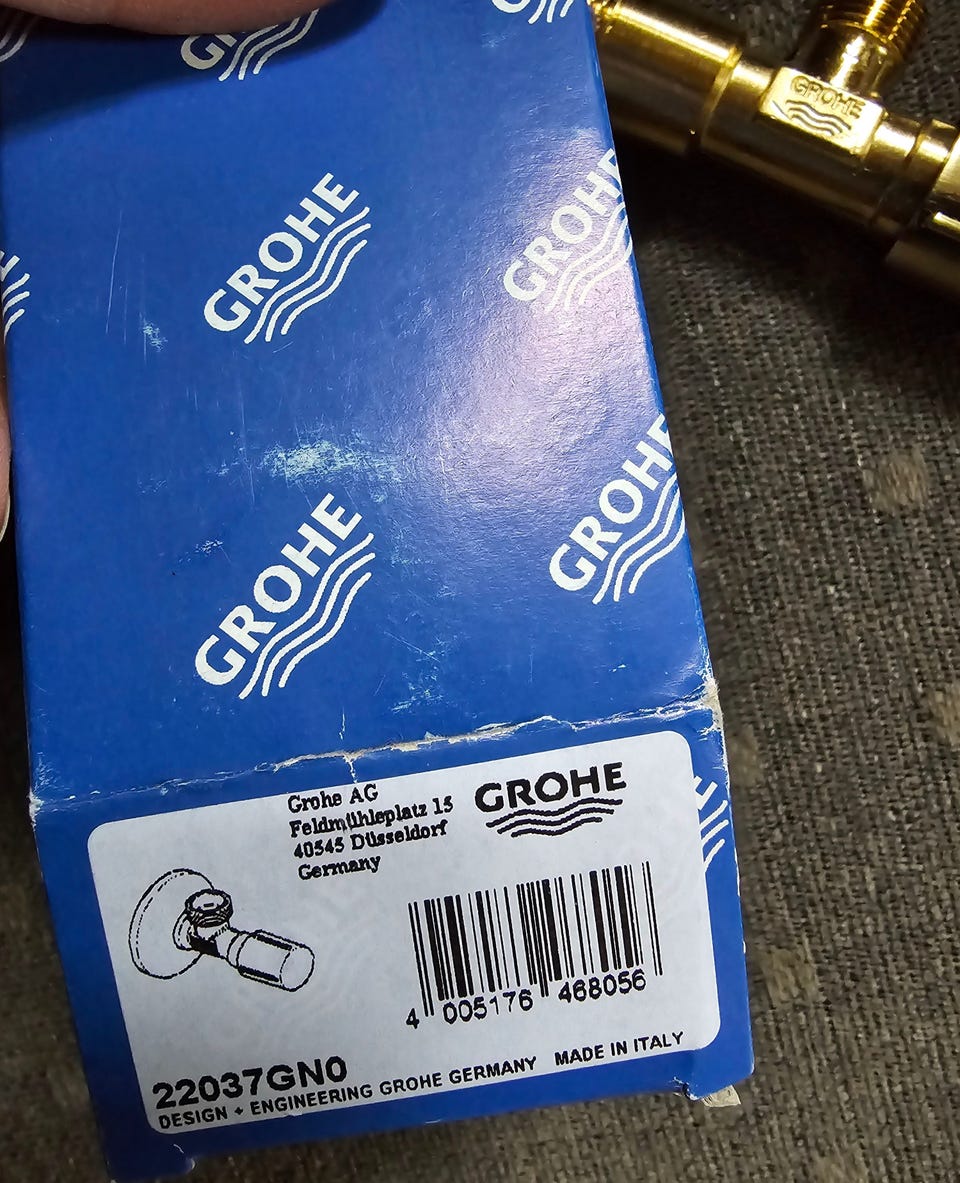 GROHE
GROHE
GROHE
GROHE
GROHE
GROHE
Grohe AG
Feldmühleplatz 15
40545 Düsseldorf
Germany
GROHE
4 005176 468056
22037GN0
DESIGN + ENGINEERING GROHE GERMANY MADE IN ITALY